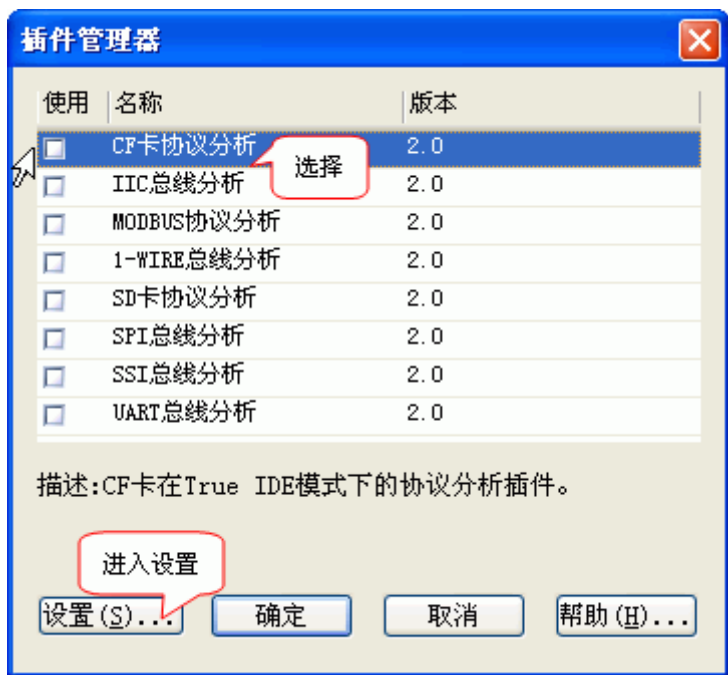 插件管理器
使用 名称 版本
CF卡协议分析 2.0
选择
IIC总线分析 2.0
MODBUS协议分析 2.0
1-WIRE总线分析 2.0
SD卡协议分析 2.0
SPI总线分析 2.0
SSI总线分析 2.0
UART总线分析 2.0
描述:CF卡在True IDE模式下的协议分析插件。
进入设置
设置(S)... 确定 取消 帮助(H)...